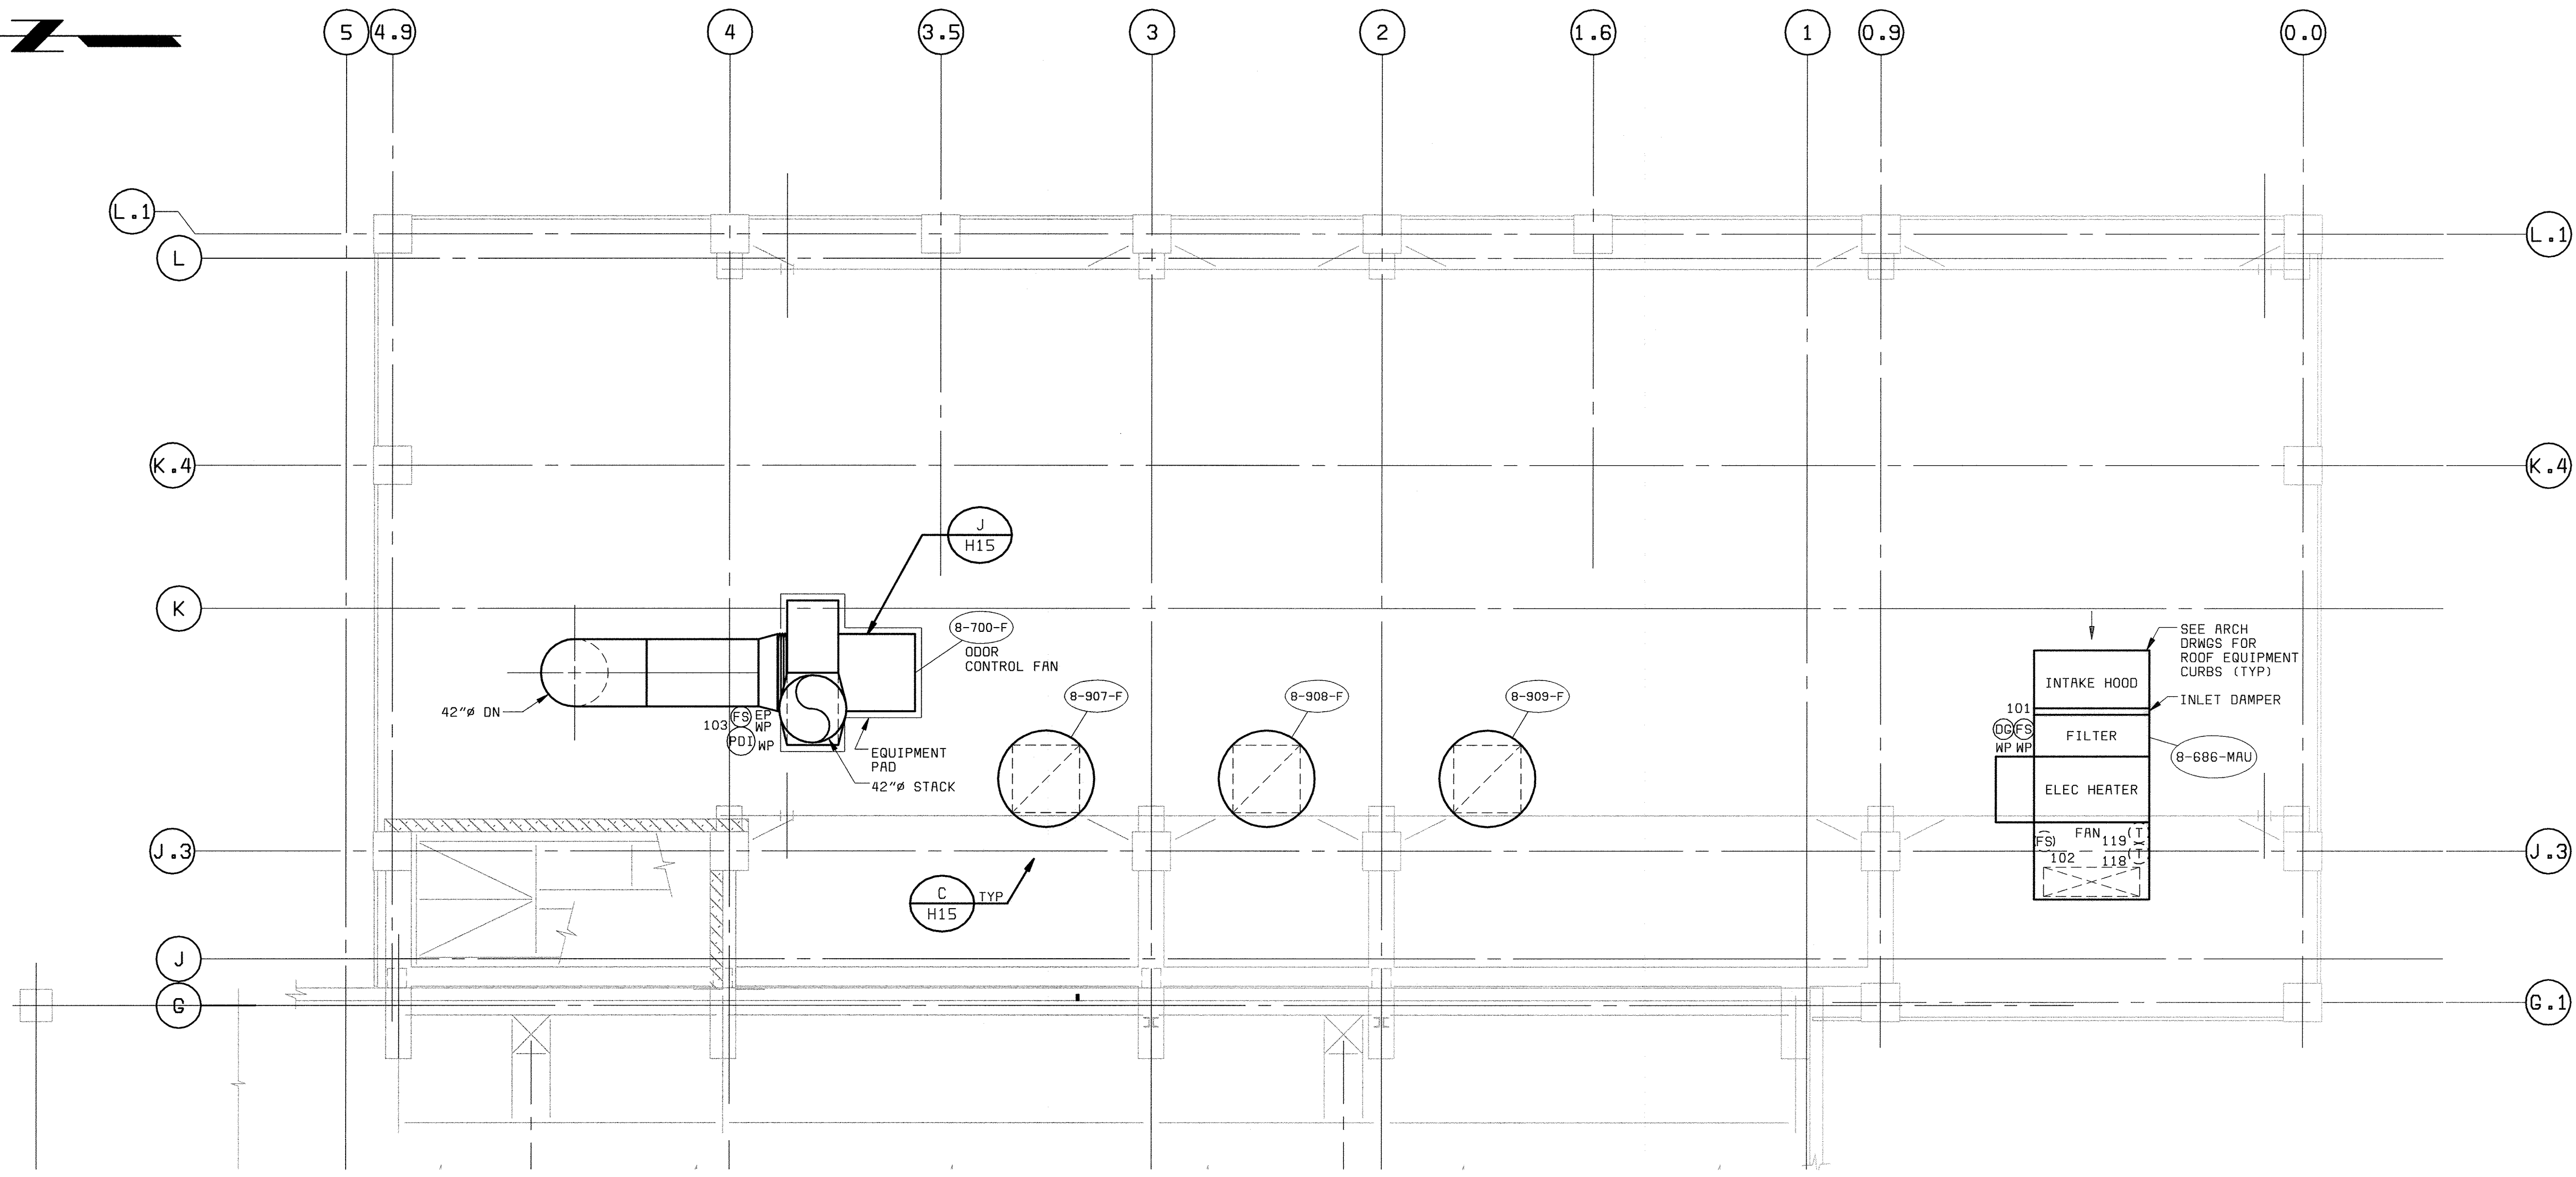 5
4.9
4
3.5
3
2
1.6
1
0.9
0.0
L.1
L.1
L
K.4
K.4
J
H15
K
8-700-F
ODOR
CONTROL FAN
42"ø DN
103
FS
EP
WP
PDI
WP
EQUIPMENT
PAD
42"ø STACK
8-907-F
8-908-F
8-909-F
SEE ARCH
DRWGS FOR
ROOF EQUIPMENT
CURBS (TYP)
INTAKE HOOD
INLET DAMPER
101
DG
FS
WP
WP
FILTER
8-686-MAU
ELEC HEATER
FAN
FS
102
119
T
118
T
J.3
J.3
C
H15
TYP
J
G
G.1